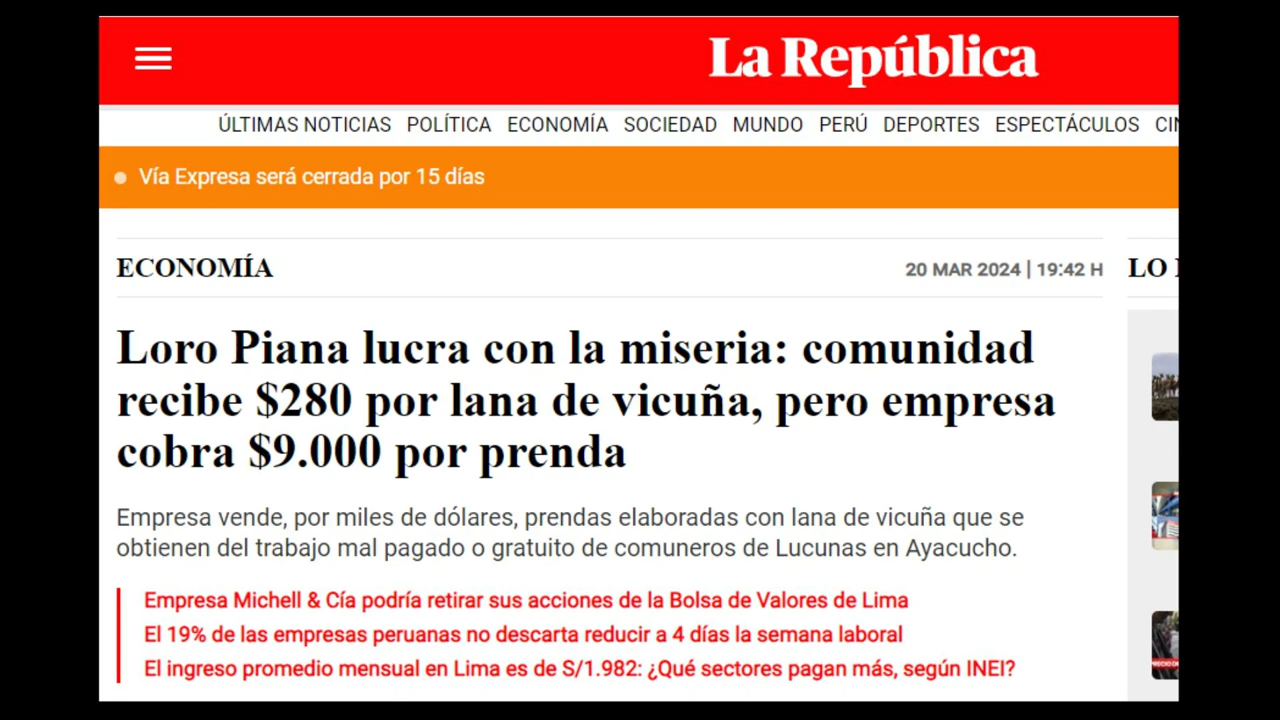 La República
ÚLTIMAS NOTICIAS POLÍTICA ECONOMÍA SOCIEDAD MUNDO PERÚ DEPORTES ESPECTÁCULOS
Vía Expresa será cerrada por 15 días
ECONOMÍA
20 MAR 2024 | 19:42 H
LO
Loro Piana lucra con la miseria: comunidad
recibe $280 por lana de vicuña, pero empresa
cobra $9.000 por prenda
Empresa vende, por miles de dólares, prendas elaboradas con lana de vicuña que se
obtienen del trabajo mal pagado o gratuito de comuneros de Lucunas en Ayacucho.
Empresa Michell & Cía podría retirar sus acciones de la Bolsa de Valores de Lima
El 19% de las empresas peruanas no descarta reducir a 4 días la semana laboral
El ingreso promedio mensual en Lima es de S/1.982: ¿Qué sectores pagan más, según INEI?